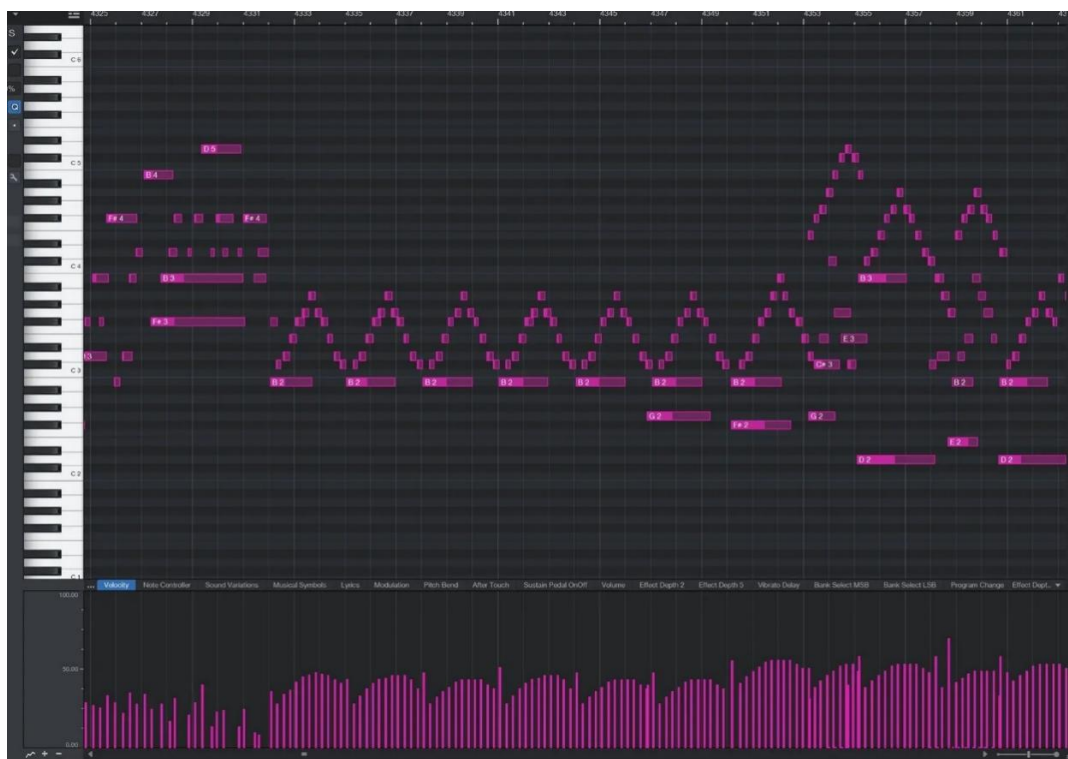 4325 4327 4329 4331 4333 4335 4337 4339 4341 4343 4345 4347 4349 4351 4353 4355 4357 4359 4361
S
%
Q
C 6
D 5
C 5
B 4
F# 4 F# 4
C 4
B 3 B 3
F# 3
E 3
C 3
C# 3
B 2 B 2 B 2 B 2 B 2 B 2 B 2 B 2 B 2
G 2 G 2
F# 2
E 2
D 2 D 2
C 2
C 1
... Velocity Note Controller Sound Variations Musical Symbols Lyrics Modulation Pitch Bend After Touch Sustain Pedal OnOff Volume Effect Depth 2 Effect Depth 5 Vibrato Delay Bank Select MSB Bank Select LSB Program Change Effect Dept...
100.00
50.00
0.00